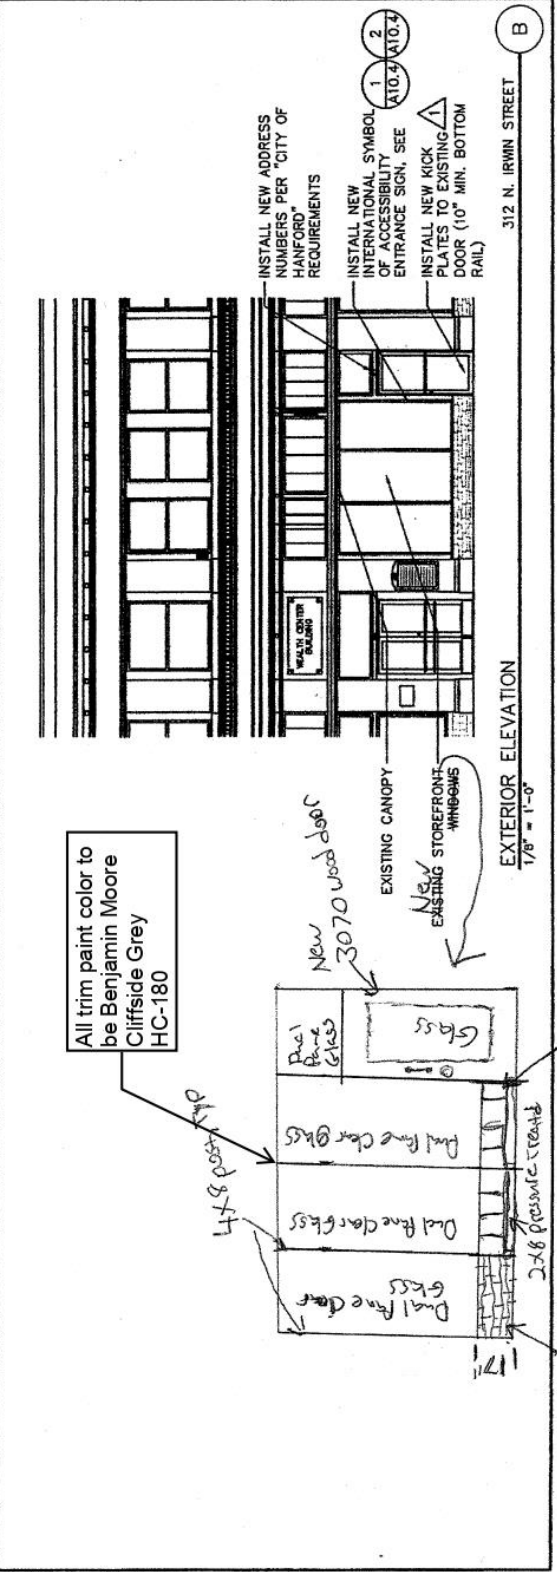 All trim paint color to
be Benjamin Moore
Cliffside Grey
HC-180
4x8 post, typ
New
3070 wood door
Dual
Pane
Glass
Glass
Dual Pane Clear Glass
Dual Pane Clear Glass
Dual Pane Clear
Glass
17"
2x8 pressure treated
EXISTING CANOPY
New
EXISTING STOREFRONT
WINDOWS
WEALTH CENTER
BUILDING
INSTALL NEW ADDRESS
NUMBERS PER "CITY OF
HANFORD"
REQUIREMENTS
INSTALL NEW
INTERNATIONAL SYMBOL
OF ACCESSIBILITY
ENTRANCE SIGN, SEE
1
A10.4
2
A10.4
INSTALL NEW KICK
PLATES TO EXISTING
DOOR (10" MIN. BOTTOM
RAIL)
1
EXTERIOR ELEVATION
1/8" = 1'-0"
312 N. IRWIN STREET
B